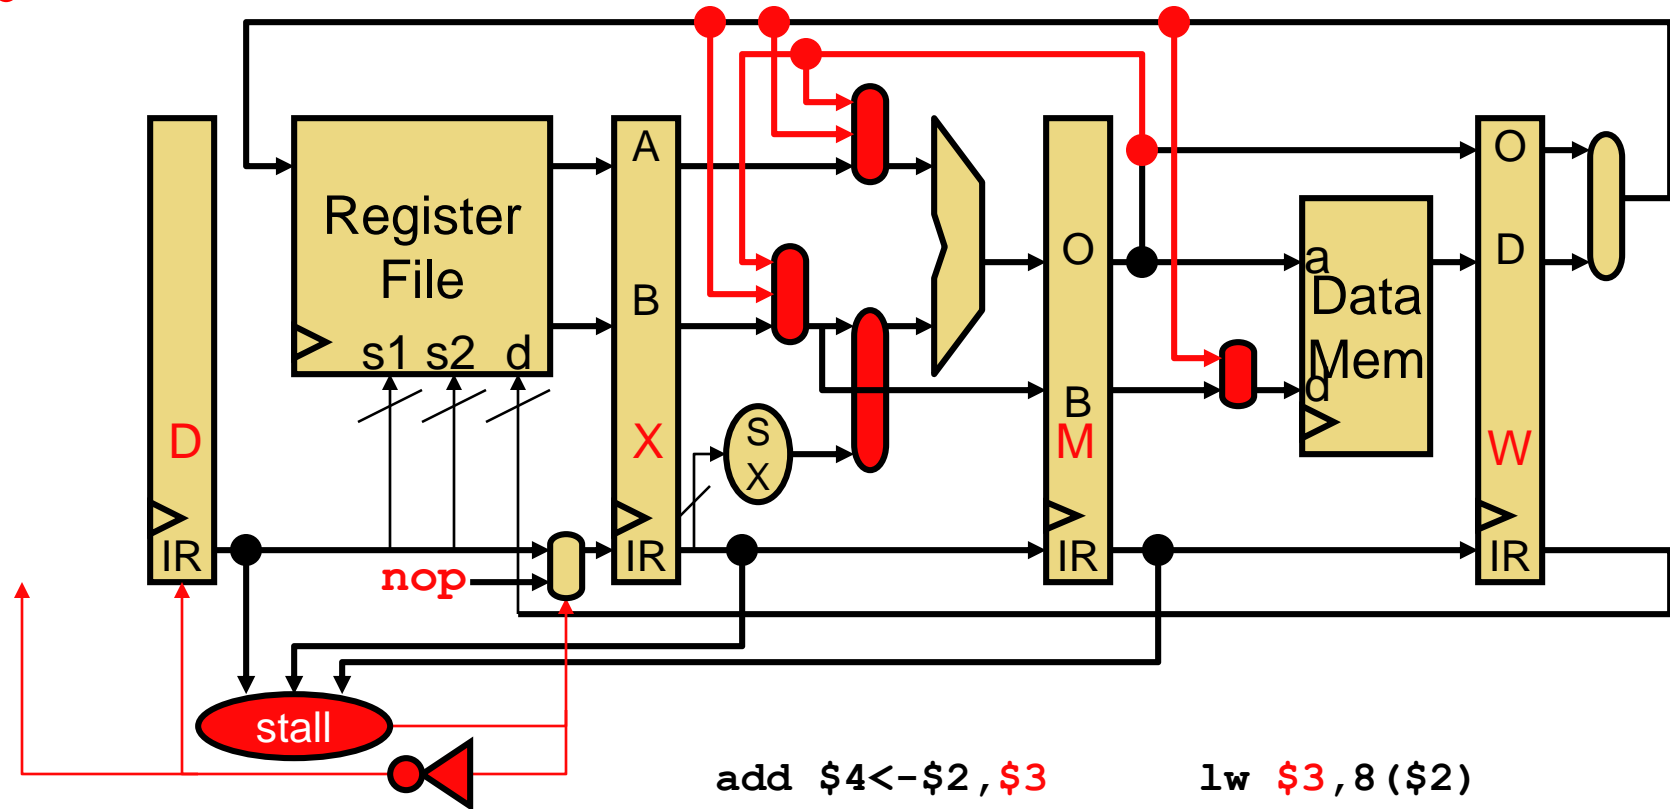 Register
File
s1 s2 d
D
IR
nop
A
B
X
IR
S
X
O
B
M
IR
a
Data
Mem
d
O
D
W
IR
stall
add $4<-$2,$3
lw $3,8($2)